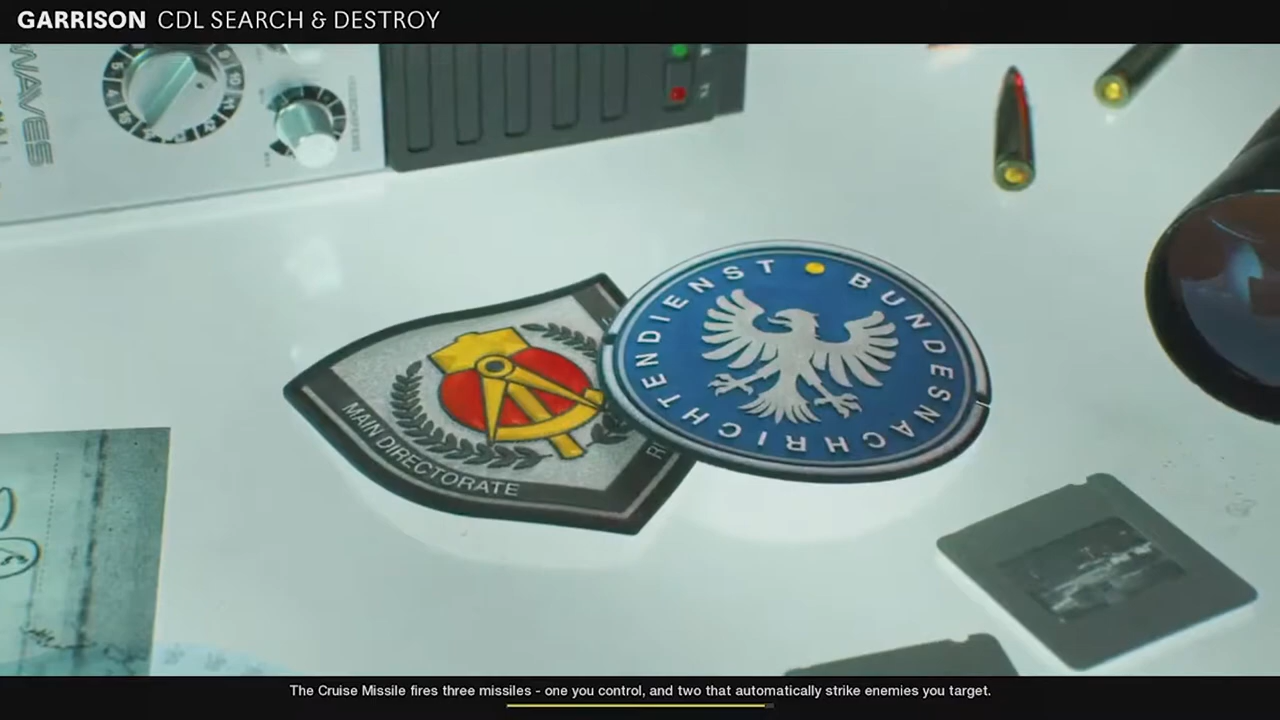 GARRISON CDL SEARCH & DESTROY
WAVES
MAIN DIRECTORATE
BUNDESNACHRICHTENDIENST
The Cruise Missile fires three missiles - one you control, and two that automatically strike enemies you target.